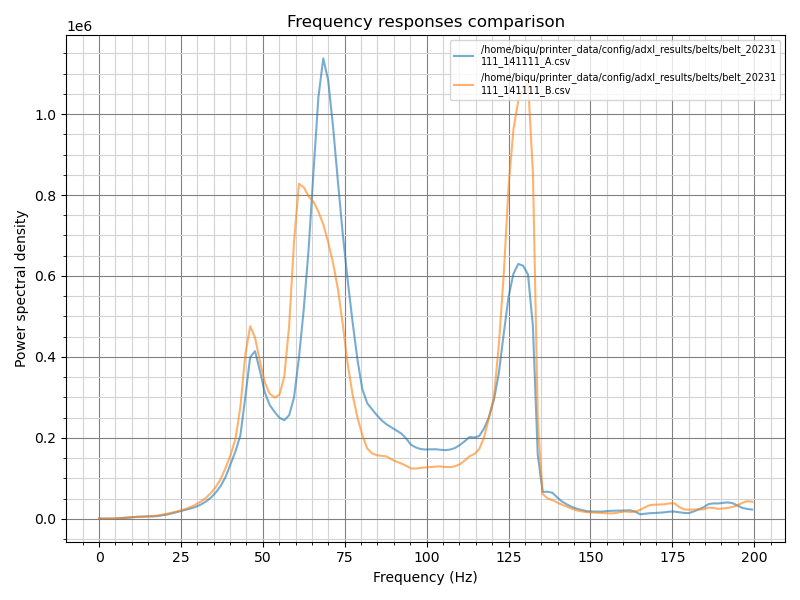 Frequency responses comparison
1e6
/home/biqu/printer_data/config/adxl_results/belts/belt_20231
111_141111_A.csv
/home/biqu/printer_data/config/adxl_results/belts/belt_20231
111_141111_B.csv
Power spectral density
1.0
0.8
0.6
0.4
0.2
0.0
0 25 50 75 100 125 150 175 200
Frequency (Hz)